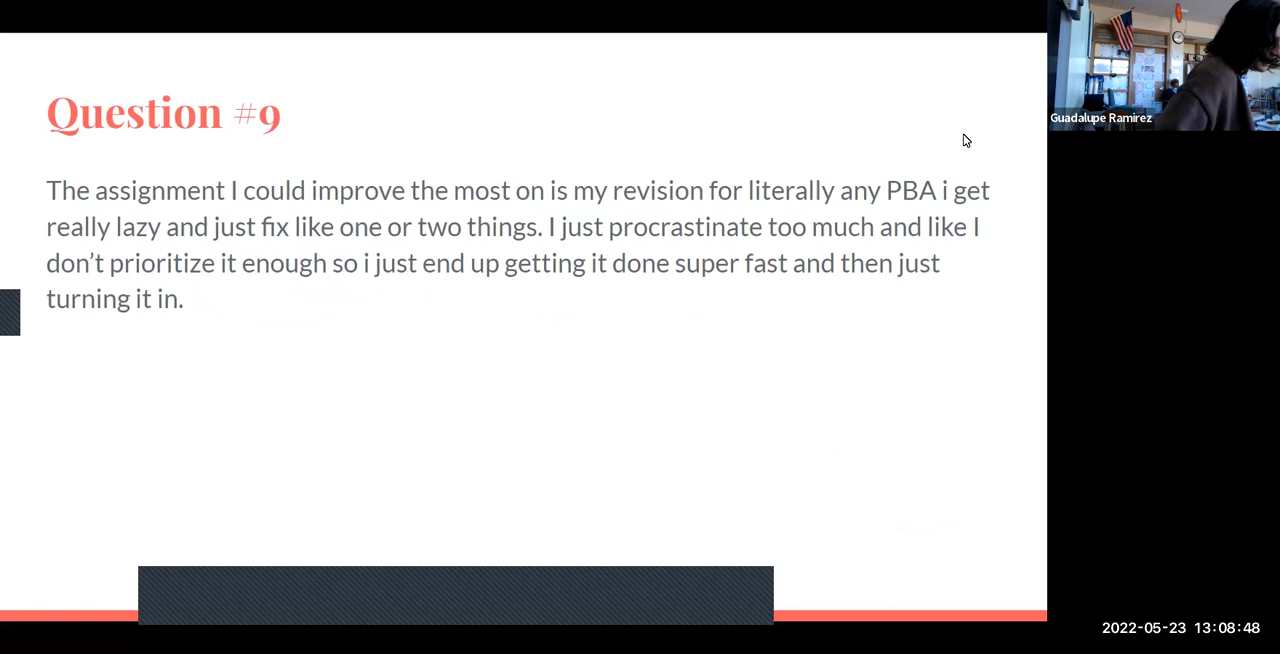 Question #9
Guadalupe Ramirez
The assignment I could improve the most on is my revision for literally any PBA i get
really lazy and just fix like one or two things. I just procrastinate too much and like I
don’t prioritize it enough so i just end up getting it done super fast and then just
turning it in.
2022-05-23 13:08:48